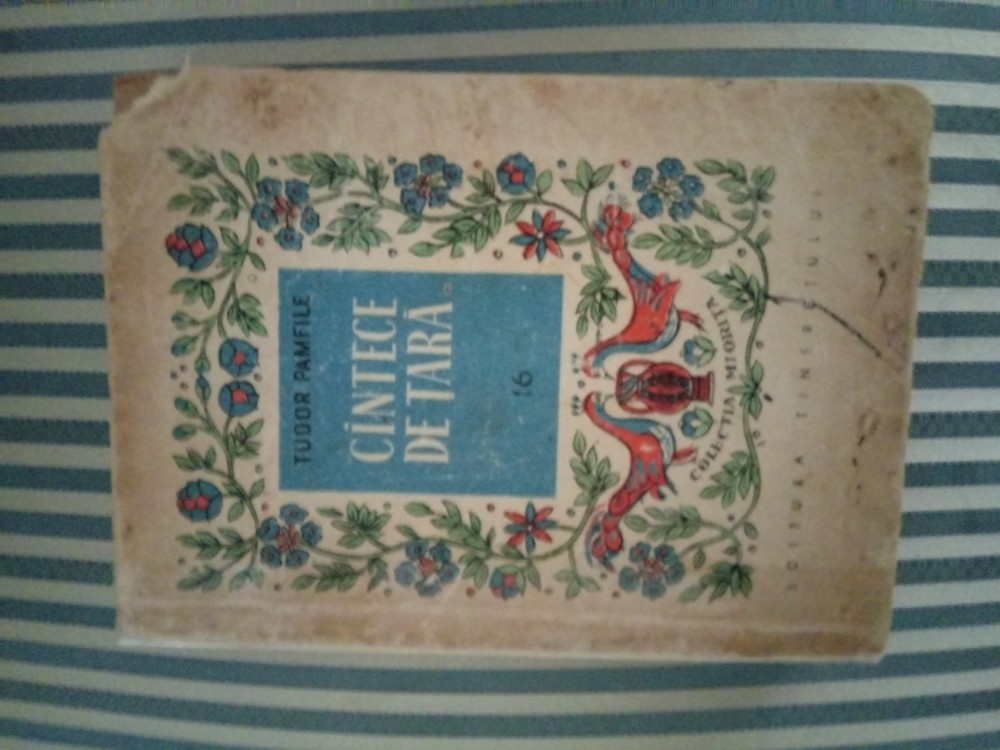 TUDOR PAMFILE
CÎNTECE
DE ȚARĂ
16
COLECȚIA MIORIȚA
EDITURA TINERETULUI